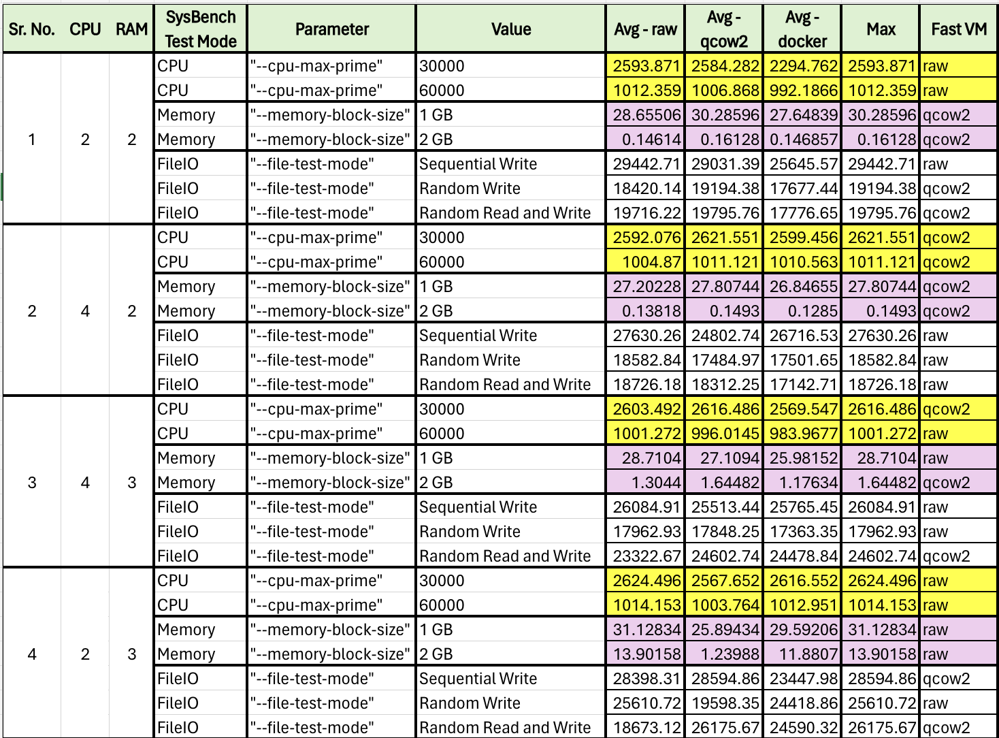 Sr. No. CPU RAM SysBench Test Mode Parameter Value Avg - raw Avg - qcow2 Avg - docker Max Fast VM
CPU "--cpu-max-prime" 30000 2593.871 2584.282 2294.762 2593.871 raw
CPU "--cpu-max-prime" 60000 1012.359 1006.868 992.1866 1012.359 raw
Memory "--memory-block-size" 1 GB 28.65506 30.28596 27.64839 30.28596 qcow2
1 2 2 Memory "--memory-block-size" 2 GB 0.14614 0.16128 0.146857 0.16128 qcow2
FileIO "--file-test-mode" Sequential Write 29442.71 29031.39 25645.57 29442.71 raw
FileIO "--file-test-mode" Random Write 18420.14 19194.38 17677.44 19194.38 qcow2
FileIO "--file-test-mode" Random Read and Write 19716.22 19795.76 17776.65 19795.76 qcow2
CPU "--cpu-max-prime" 30000 2592.076 2621.551 2599.456 2621.551 qcow2
CPU "--cpu-max-prime" 60000 1004.87 1011.121 1010.563 1011.121 qcow2
Memory "--memory-block-size" 1 GB 27.20228 27.80744 26.84655 27.80744 qcow2
2 4 2 Memory "--memory-block-size" 2 GB 0.13818 0.1493 0.1285 0.1493 qcow2
FileIO "--file-test-mode" Sequential Write 27630.26 24802.74 26716.53 27630.26 raw
FileIO "--file-test-mode" Random Write 18582.84 17484.97 17501.65 18582.84 raw
FileIO "--file-test-mode" Random Read and Write 18726.18 18312.25 17142.71 18726.18 raw
CPU "--cpu-max-prime" 30000 2603.492 2616.486 2569.547 2616.486 qcow2
CPU "--cpu-max-prime" 60000 1001.272 996.0145 983.9677 1001.272 raw
Memory "--memory-block-size" 1 GB 28.7104 27.1094 25.98152 28.7104 raw
3 4 3 Memory "--memory-block-size" 2 GB 1.3044 1.64482 1.17634 1.64482 qcow2
FileIO "--file-test-mode" Sequential Write 26084.91 25513.44 25765.45 26084.91 raw
FileIO "--file-test-mode" Random Write 17962.93 17848.25 17363.35 17962.93 raw
FileIO "--file-test-mode" Random Read and Write 23322.67 24602.74 24478.84 24602.74 qcow2
CPU "--cpu-max-prime" 30000 2624.496 2567.652 2616.552 2624.496 raw
CPU "--cpu-max-prime" 60000 1014.153 1003.764 1012.951 1014.153 raw
Memory "--memory-block-size" 1 GB 31.12834 25.89434 29.59206 31.12834 raw
4 2 3 Memory "--memory-block-size" 2 GB 13.90158 1.23988 11.8807 13.90158 raw
FileIO "--file-test-mode" Sequential Write 28398.31 28594.86 23447.98 28594.86 qcow2
FileIO "--file-test-mode" Random Write 25610.72 19598.35 24418.86 25610.72 raw
FileIO "--file-test-mode" Random Read and Write 18673.12 26175.67 24590.32 26175.67 qcow2